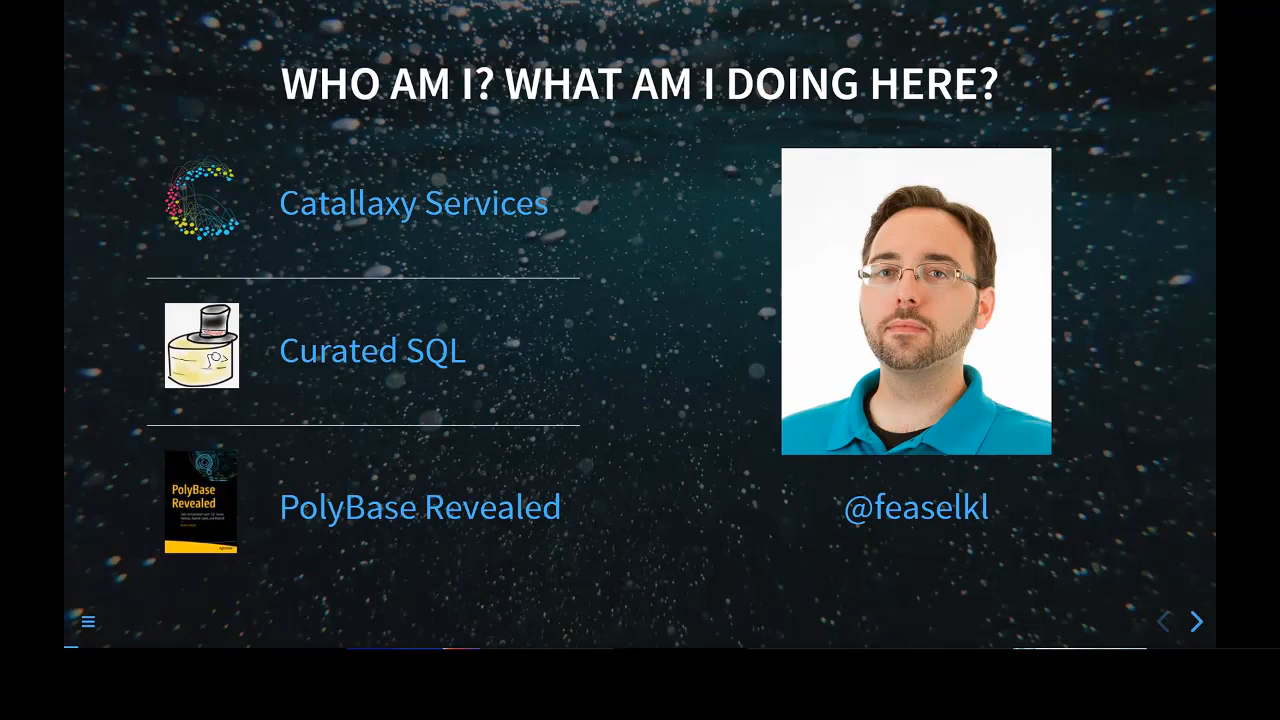 WHO AM I? WHAT AM I DOING HERE?
Catallaxy Services
Curated SQL
PolyBase
Revealed
PolyBase Revealed
@feaselkl